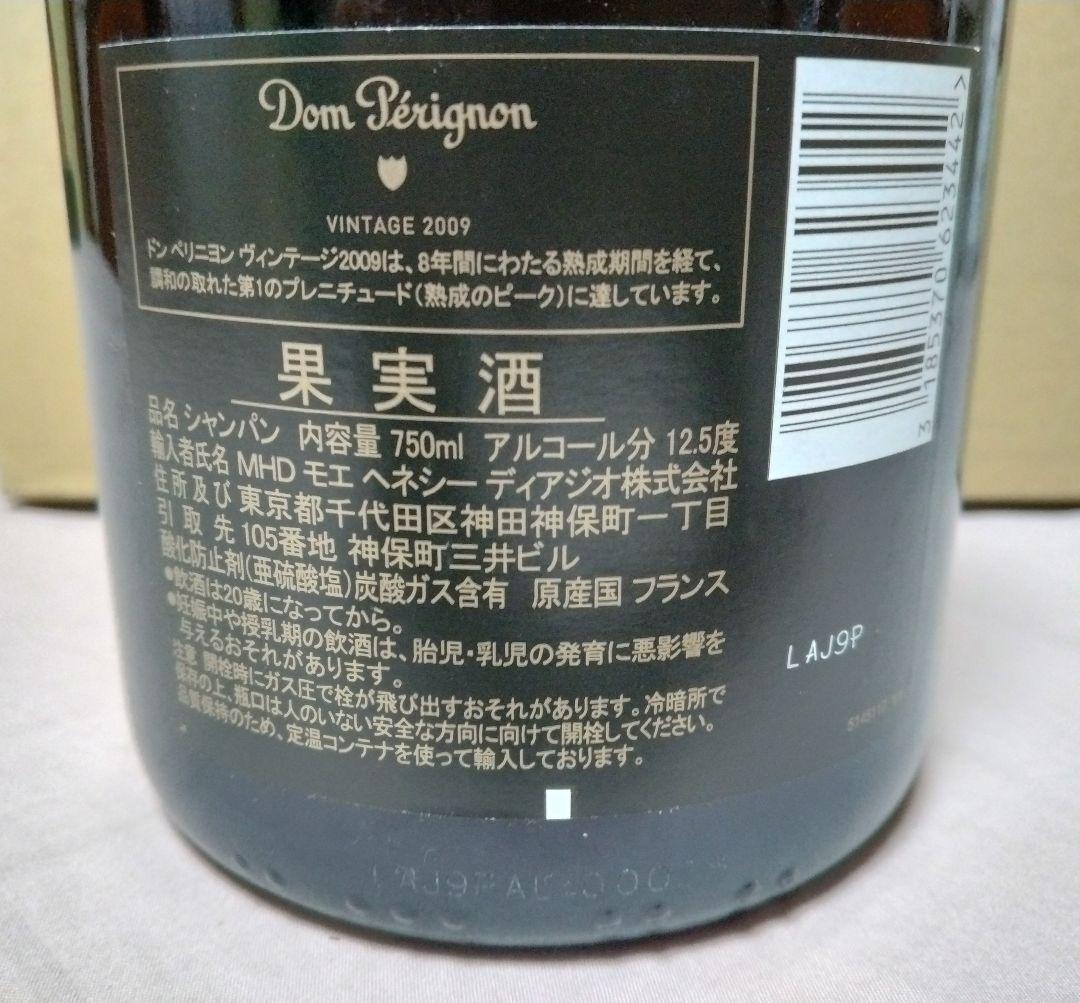 Dom Pérignon
VINTAGE 2009
ドン ペリニヨン ヴィンテージ2009は、8年間にわたる熟成期間を経て、
調和の取れた第1のプレニチュード(熟成のピーク)に達しています。
果実酒
品名 シャンパン 内容量 750ml アルコール分 12.5度
輸入者氏名 MHD モエ ヘネシー ディアジオ株式会社
住所及び 東京都千代田区神田神保町一丁目
引取先 105番地 神保町三井ビル
酸化防止剤(亜硫酸塩)炭酸ガス含有 原産国 フランス
●飲酒は20歳になってから。
●妊娠中や授乳期の飲酒は、胎児・乳児の発育に悪影響を
与えるおそれがあります。
注意 開栓時にガス圧で栓が飛び出すおそれがあります。冷暗所で
保存の上、瓶口は人のいない安全な方向に向けて開栓してください。
品質保持のため、定温コンテナを使って輸入しております。
3 185370 623442 >
LAJ9P